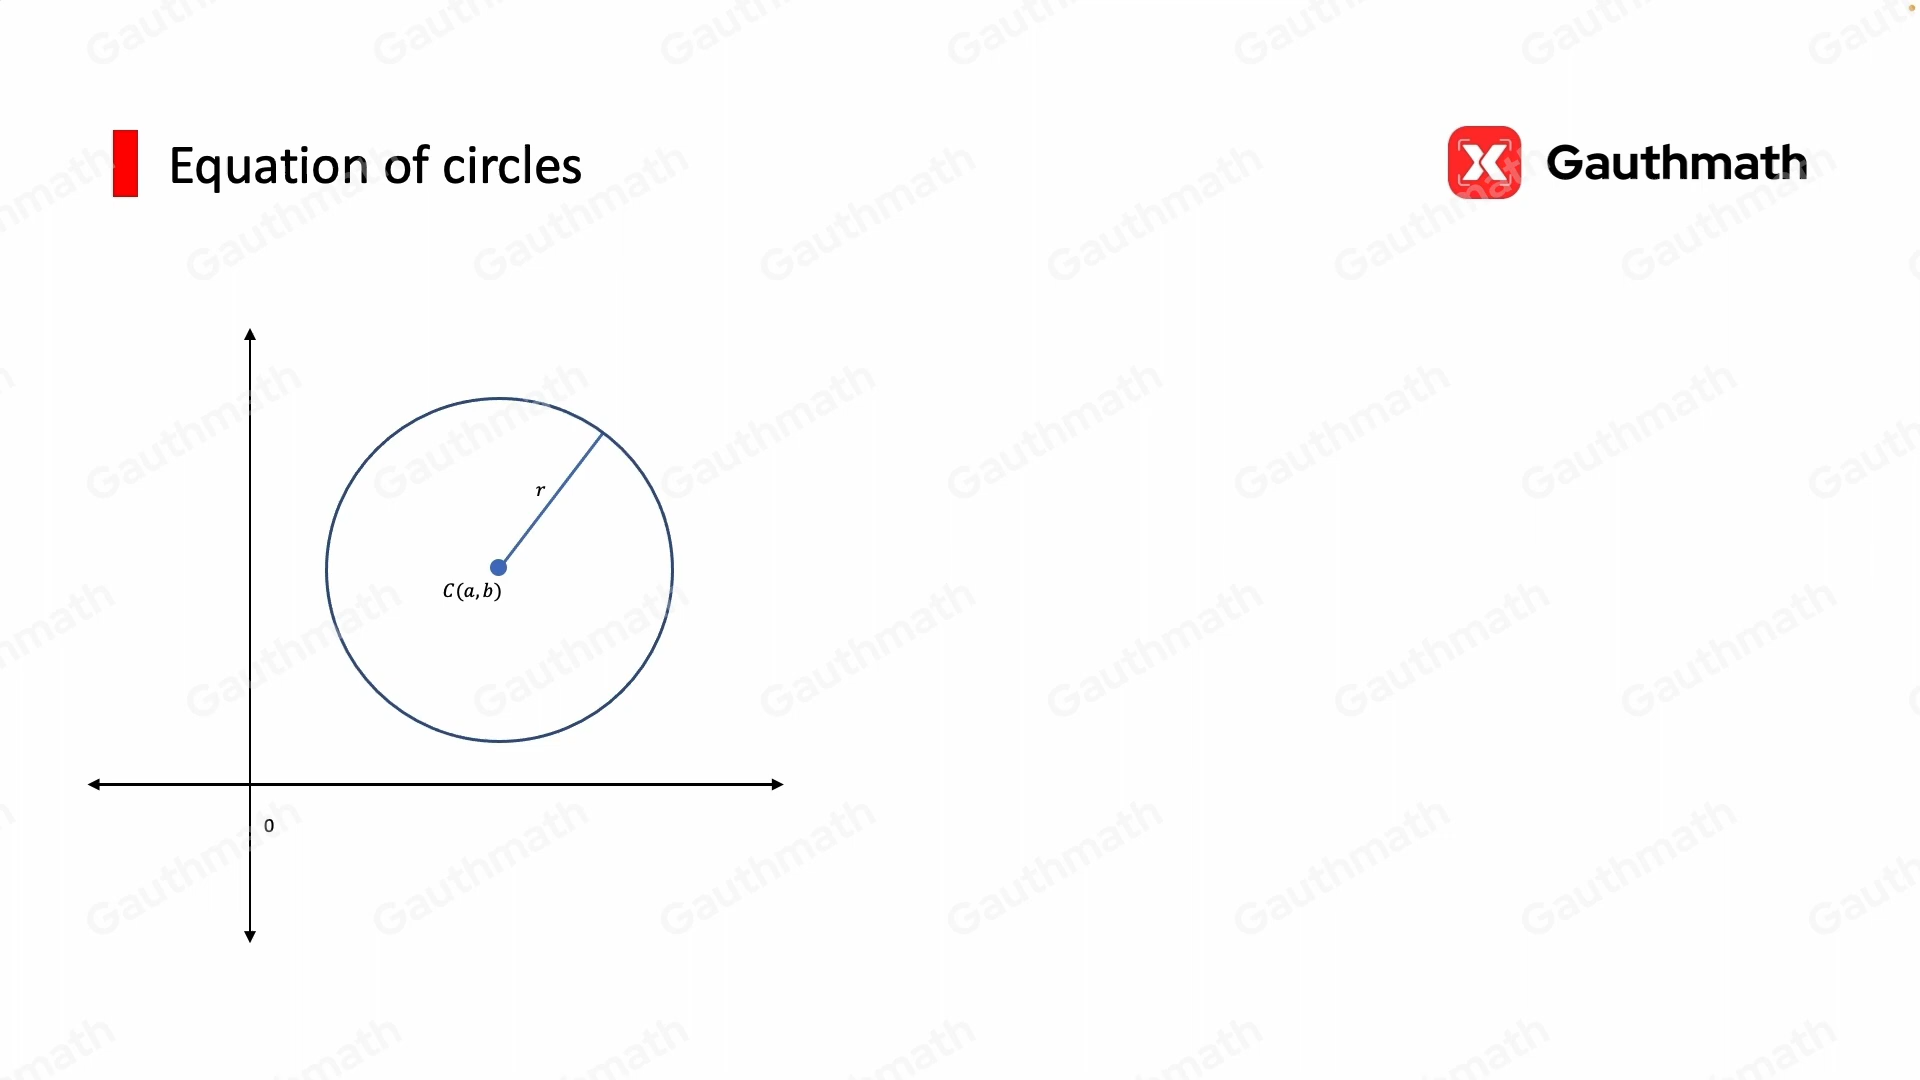 Equation of circles
Gauthmath
r
C(a,b)
0